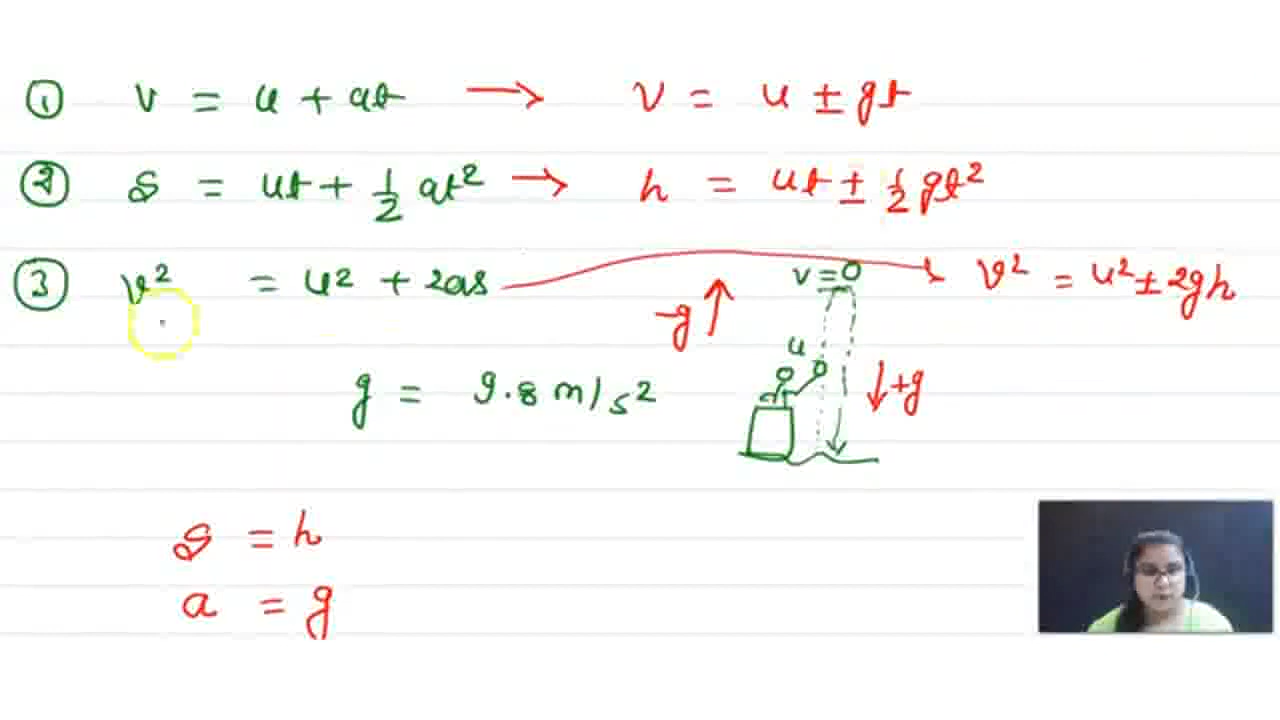 ① v = u + at → v = u ± gt
② s = ut + 1/2 at² → h = ut ± 1/2 gt²
③ v² = u² + 2as → v² = u² ± 2gh
v = 0
-g ↑
u
g = 9.8 m/s²
↓ +g
s = h
a = g